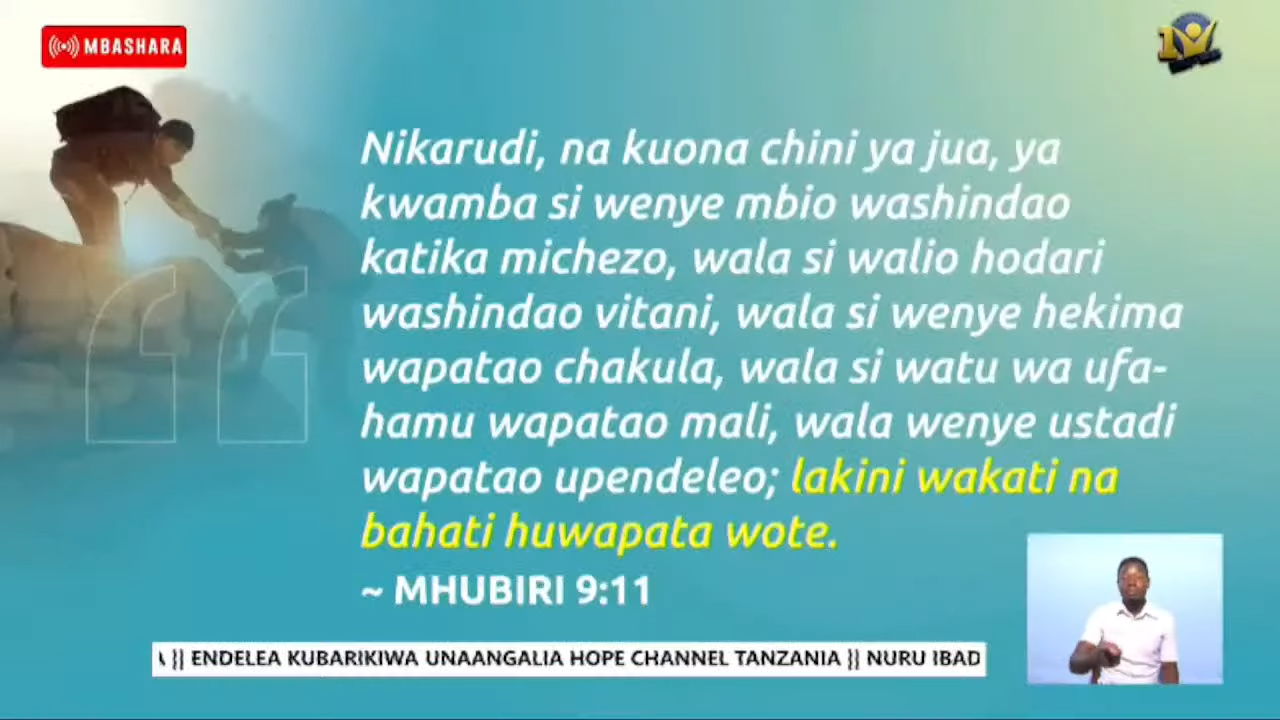 MBASHARA
Nikarudi, na kuona chini ya jua, ya
kwamba si wenye mbio washindao
katika michezo, wala si walio hodari
washindao vitani, wala si wenye hekima
wapatao chakula, wala si watu wa ufa-
hamu wapatao mali, wala wenye ustadi
wapatao upendeleo; lakini wakati na
bahati huwapata wote.
~ MHUBIRI 9:11
|| ENDELEA KUBARIKIWA UNAANGALIA HOPE CHANNEL TANZANIA || NURU IBAD